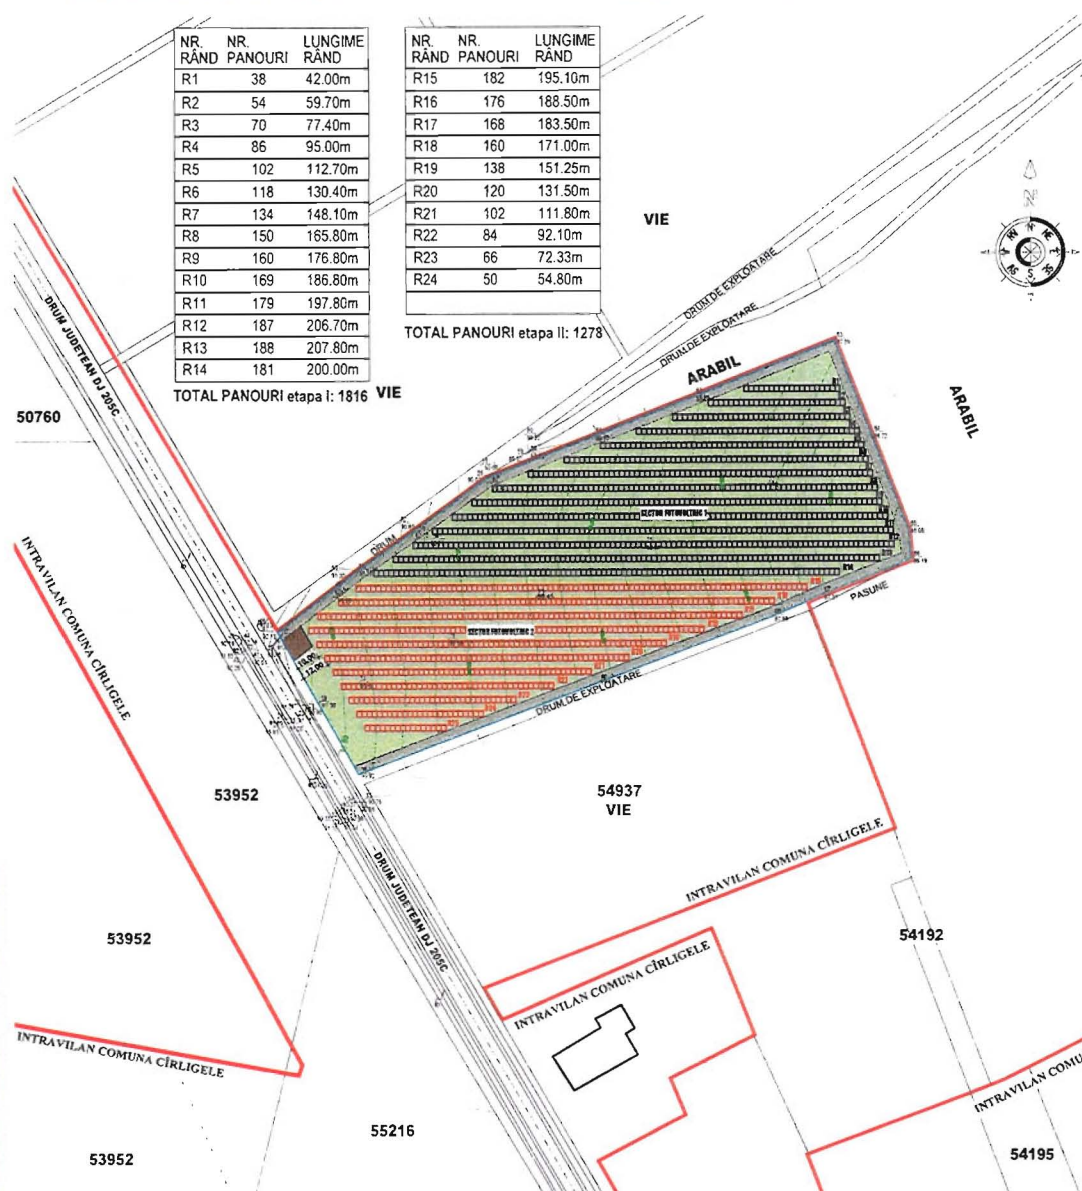 NR. RÂND NR. PANOURI LUNGIME RÂND
R1 38 42.00m
R2 54 59.70m
R3 70 77.40m
R4 86 95.00m
R5 102 112.70m
R6 118 130.40m
R7 134 148.10m
R8 150 165.80m
R9 160 176.80m
R10 169 186.80m
R11 179 197.80m
R12 187 206.70m
R13 188 207.80m
R14 181 200.00m
TOTAL PANOURI etapa I: 1816
NR. RÂND NR. PANOURI LUNGIME RÂND
R15 182 195.10m
R16 176 188.50m
R17 168 183.50m
R18 160 171.00m
R19 138 151.25m
R20 120 131.50m
R21 102 111.80m
R22 84 92.10m
R23 66 72.33m
R24 50 54.80m
TOTAL PANOURI etapa II: 1278
VIE
VIE
N
DRUM DE EXPLOATARE
DRUM DE EXPLOATARE
DRUM JUDETEAN DJ 205C
ARABIL
ARABIL
50760
SECTOR FOTOVOLTAIC 1
DRUM
R14
R15
PASUNE
SECTOR FOTOVOLTAIC 2
10,00
12,00
DRUM DE EXPLOATARE
INTRAVILAN COMUNA CÎRLIGELE
53952
54937
VIE
INTRAVILAN COMUNA CÎRLIGELE
DRUM JUDETEAN DJ 205C
53952
54192
INTRAVILAN COMUNA CÎRLIGELE
INTRAVILAN COMUNA CÎRLIGELE
INTRAVILAN COMU
55216
53952
54195